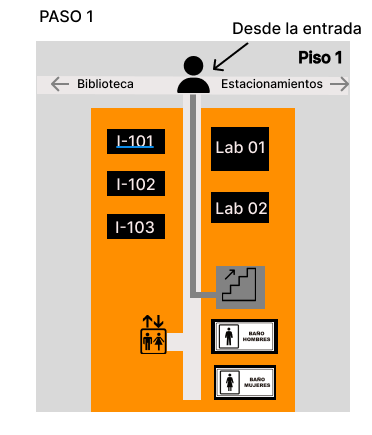 PASO 1
Desde la entrada
Piso 1
Biblioteca
Estacionamientos
I-101
Lab 01
I-102
Lab 02
I-103
BAÑO
HOMBRES
BAÑO
MUJERES